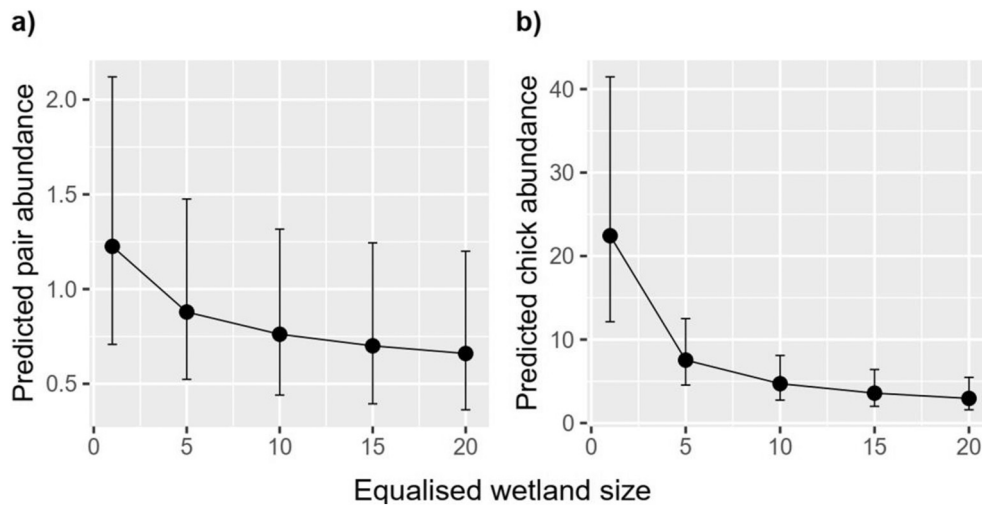 a)
Predicted pair abundance
2.0
1.5
1.0
0.5
0 5 10 15 20
b)
Predicted chick abundance
40
30
20
10
0
0 5 10 15 20
Equalised wetland size